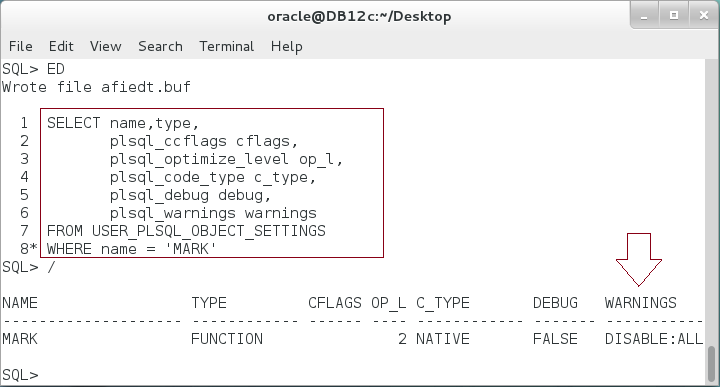 oracle@DB12c:~/Desktop
File Edit View Search Terminal Help
SQL> ED
Wrote file afiedt.buf
1 SELECT name,type,
2 plsql_ccflags cflags,
3 plsql_optimize_level op_l,
4 plsql_code_type c_type,
5 plsql_debug debug,
6 plsql_warnings warnings
7 FROM USER_PLSQL_OBJECT_SETTINGS
8* WHERE name = 'MARK'
SQL> /
NAME TYPE CFLAGS OP_L C_TYPE DEBUG WARNINGS
-------------------- ------------ ------ ---- ------------ ------- -----------
MARK FUNCTION 2 NATIVE FALSE DISABLE:ALL
SQL>